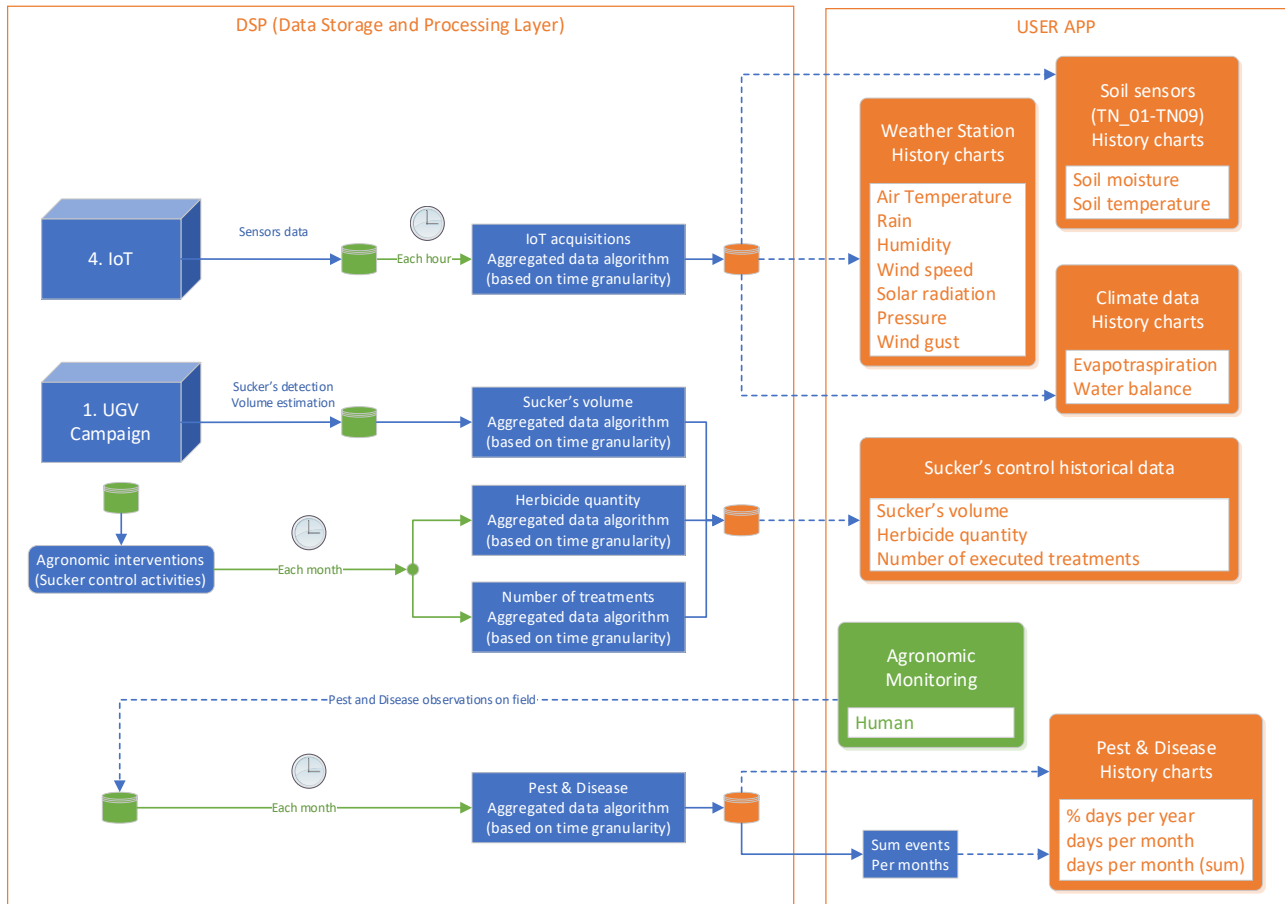 DSP (Data Storage and Processing Layer)
USER APP
Soil sensors
(TN_01-TN09)
History charts
Soil moisture
Soil temperature
Weather Station
History charts
Air Temperature
Rain
Humidity
Wind speed
Solar radiation
Pressure
Wind gust
4. IoT
Sensors data
Each hour
IoT acquisitions
Aggregated data algorithm
(based on time granularity)
Climate data
History charts
Evapotraspiration
Water balance
1. UGV
Campaign
Sucker's detection
Volume estimation
Sucker's volume
Aggregated data algorithm
(based on time granularity)
Sucker's control historical data
Sucker's volume
Herbicide quantity
Number of executed treatments
Herbicide quantity
Aggregated data algorithm
(based on time granularity)
Agronomic interventions
(Sucker control activities)
Each month
Number of treatments
Aggregated data algorithm
(based on time granularity)
Agronomic
Monitoring
Human
Pest and Disease observations on field
Each month
Pest & Disease
Aggregated data algorithm
(based on time granularity)
Sum events
Per months
Pest & Disease
History charts
% days per year
days per month
days per month (sum)